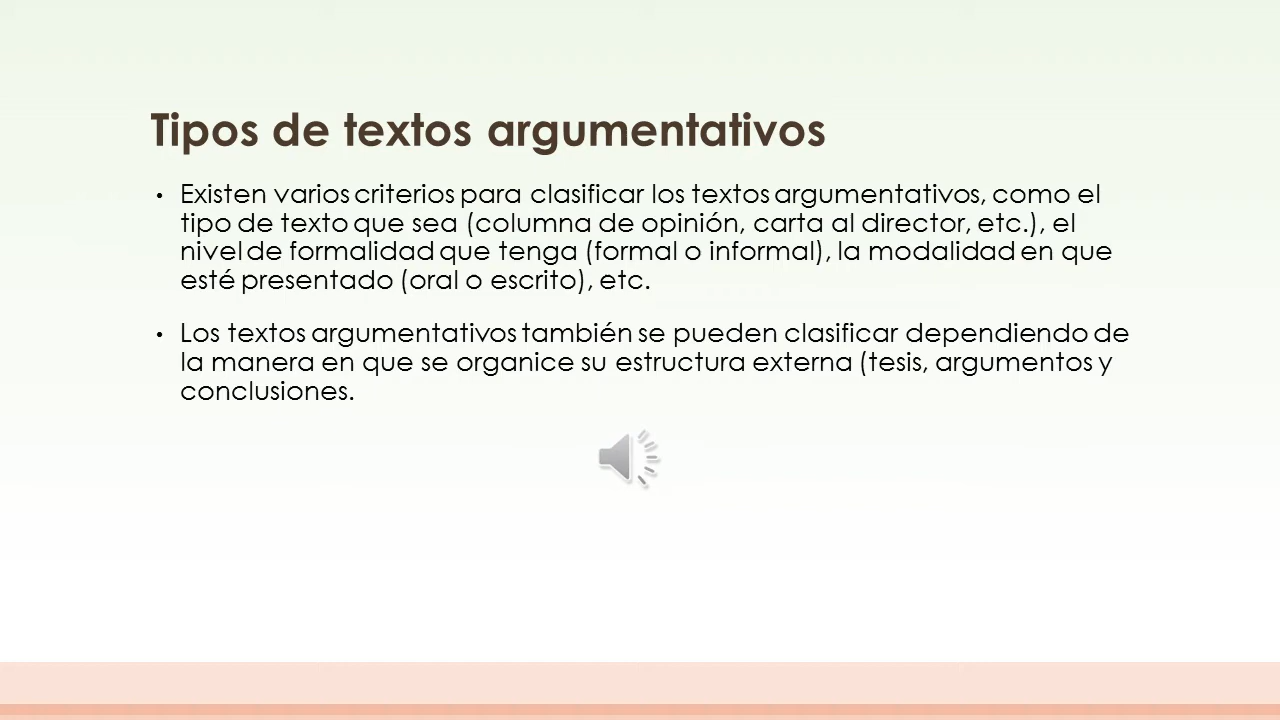 Tipos de textos argumentativos
• Existen varios criterios para clasificar los textos argumentativos, como el
tipo de texto que sea (columna de opinión, carta al director, etc.), el
nivel de formalidad que tenga (formal o informal), la modalidad en que
esté presentado (oral o escrito), etc.
• Los textos argumentativos también se pueden clasificar dependiendo de
la manera en que se organice su estructura externa (tesis, argumentos y
conclusiones.